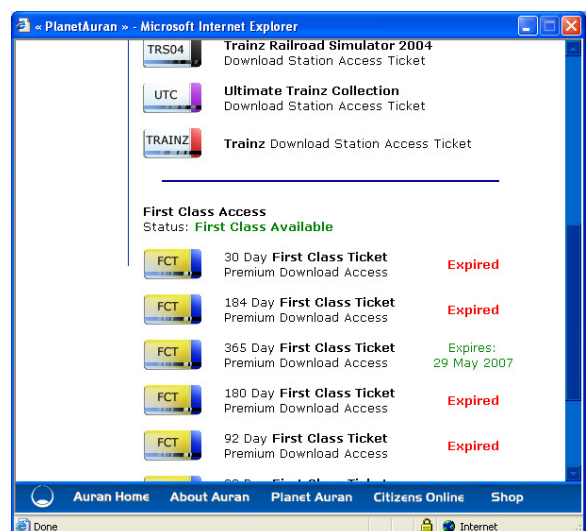 « PlanetAuran » - Microsoft Internet Explorer
TRS04
Trainz Railroad Simulator 2004
Download Station Access Ticket
UTC
Ultimate Trainz Collection
Download Station Access Ticket
TRAINZ
Trainz Download Station Access Ticket
First Class Access
Status: First Class Available
FCT
30 Day First Class Ticket
Premium Download Access
Expired
FCT
184 Day First Class Ticket
Premium Download Access
Expired
FCT
365 Day First Class Ticket
Premium Download Access
Expires:
29 May 2007
FCT
180 Day First Class Ticket
Premium Download Access
Expired
FCT
92 Day First Class Ticket
Premium Download Access
Expired
Day First Class Ticket
Auran Home About Auran Planet Auran Citizens Online Shop
Done Internet